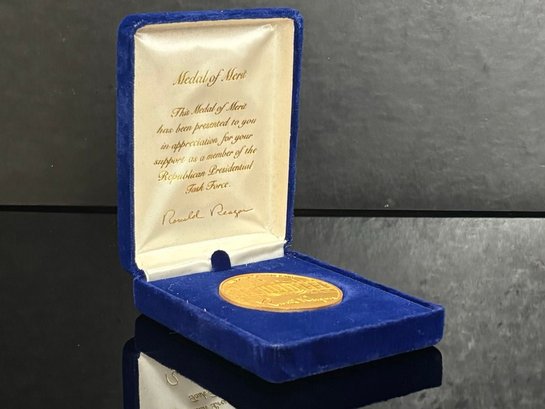 Medal of Merit
This Medal of Merit
has been presented to you
in appreciation for your
support as a member of the
Republican Presidential
Task Force.
Ronald Reagan